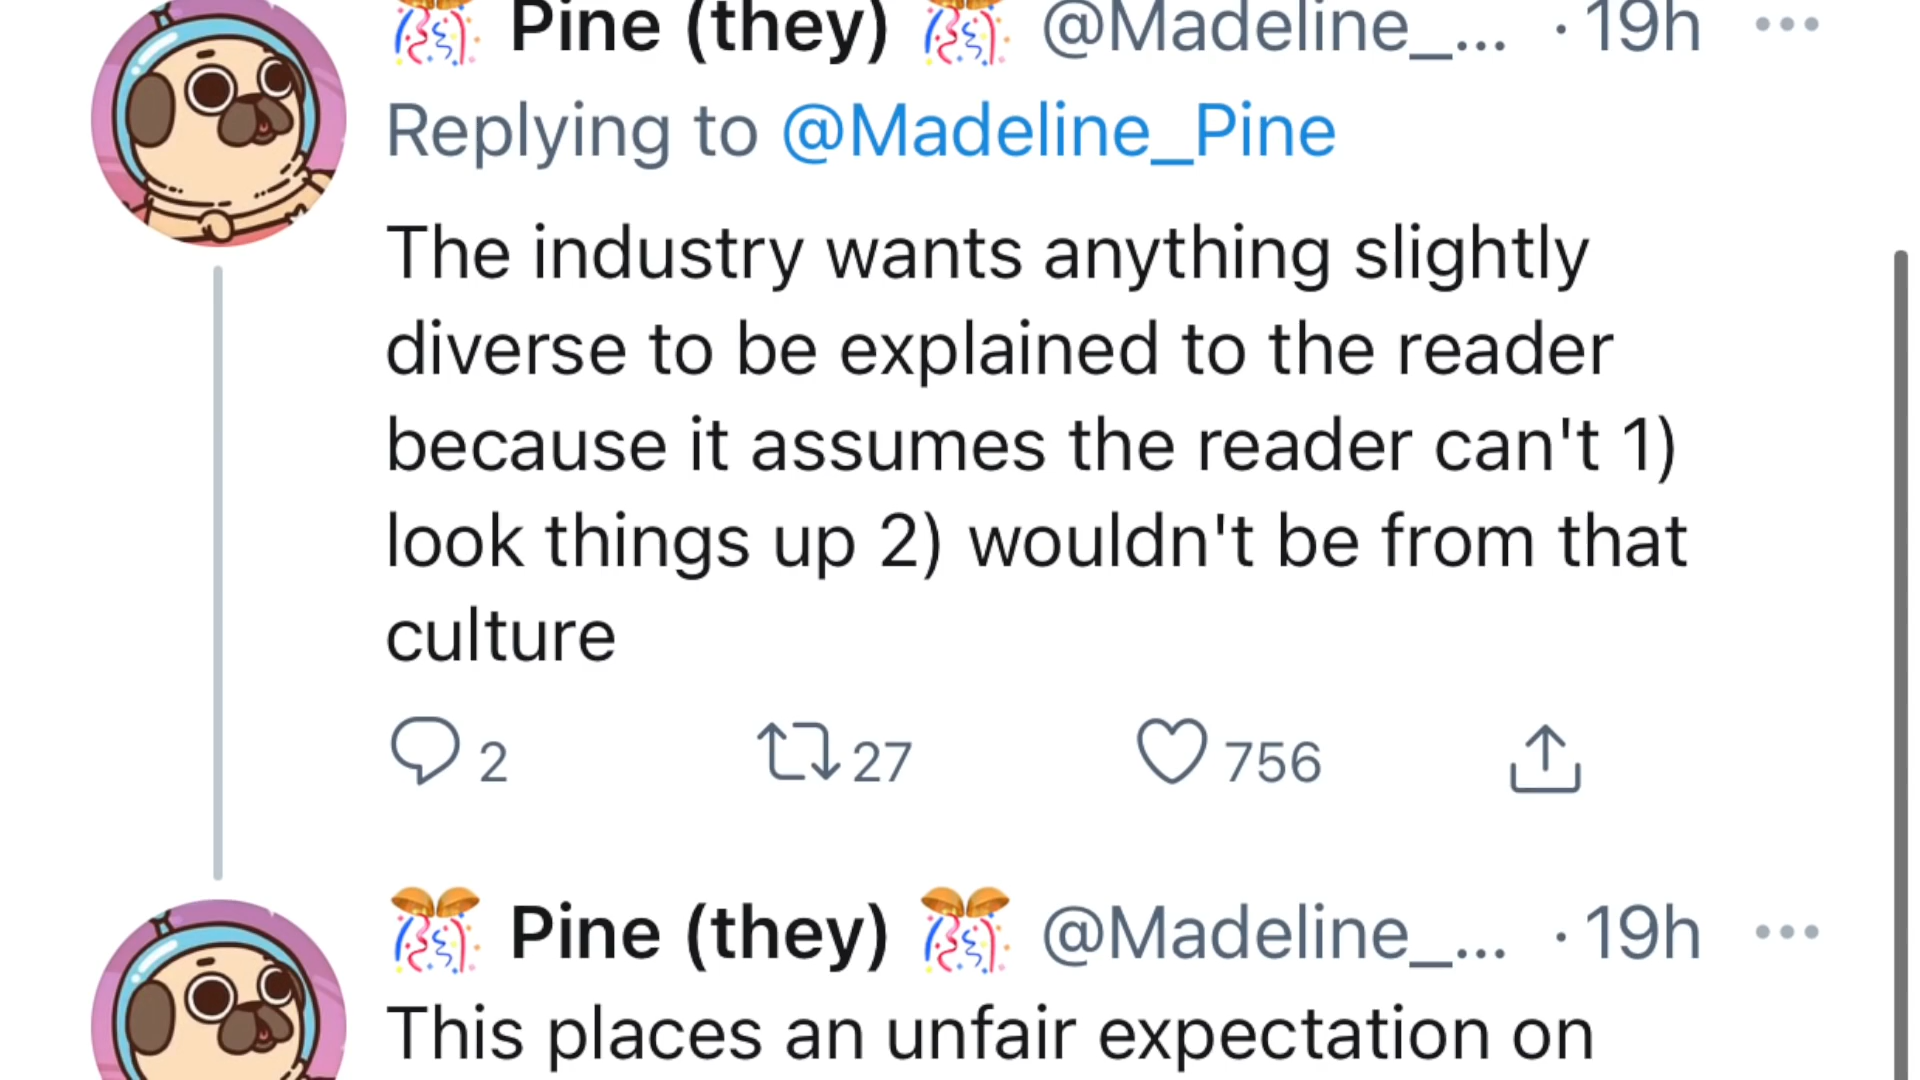 Pine (they) @Madeline_... · 19h
Replying to @Madeline_Pine
The industry wants anything slightly
diverse to be explained to the reader
because it assumes the reader can't 1)
look things up 2) wouldn't be from that
culture
2 27 756
Pine (they) @Madeline_... · 19h
This places an unfair expectation on